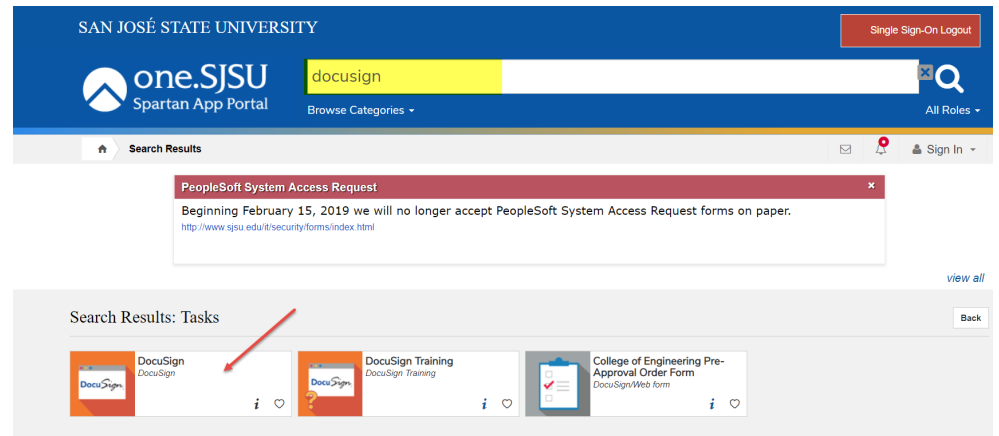 SAN JOSÉ STATE UNIVERSITY
Single Sign-On Logout
one.SJSU
Spartan App Portal
docusign
Browse Categories
All Roles
Search Results
Sign In
PeopleSoft System Access Request
×
Beginning February 15, 2019 we will no longer accept PeopleSoft System Access Request forms on paper.
http://www.sjsu.edu/it/security/forms/index.html
view all
Search Results: Tasks
Back
DocuSign
DocuSign
DocuSign
i
DocuSign
?
DocuSign Training
DocuSign Training
i
College of Engineering Pre-
Approval Order Form
DocuSign/Web form
i